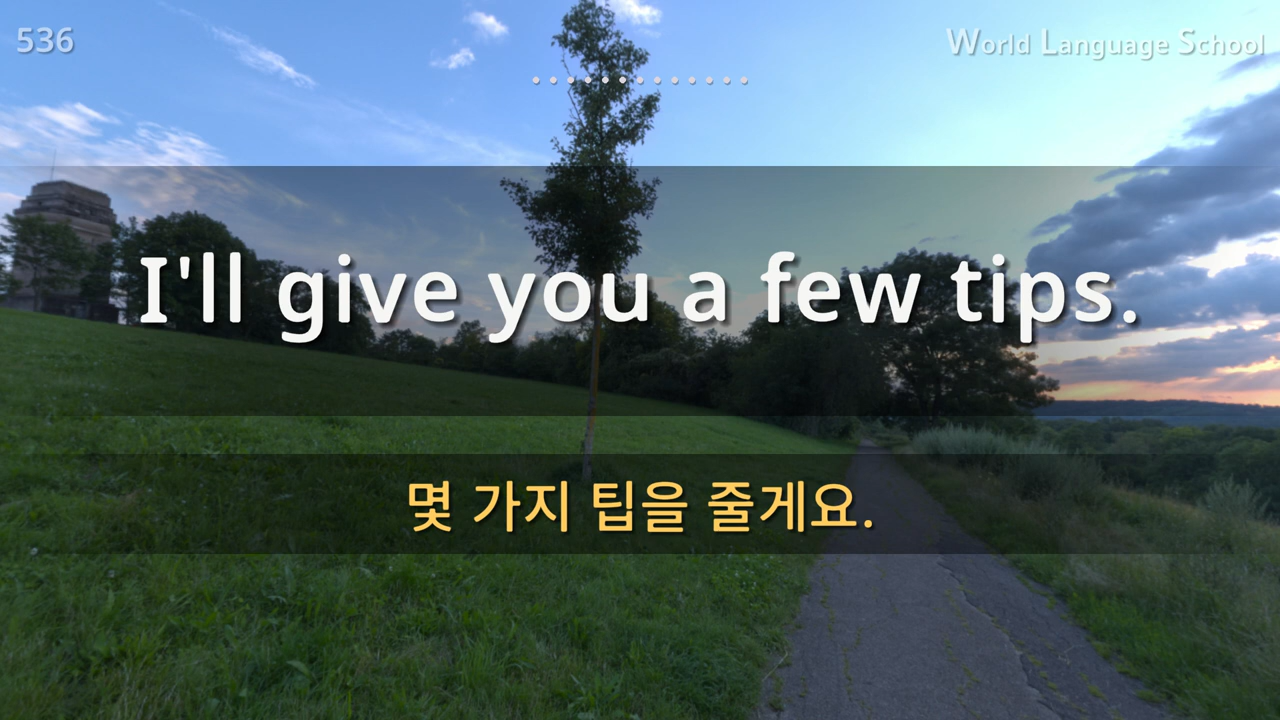 536
World Language School
I'll give you a few tips.
몇 가지 팁을 줄게요.